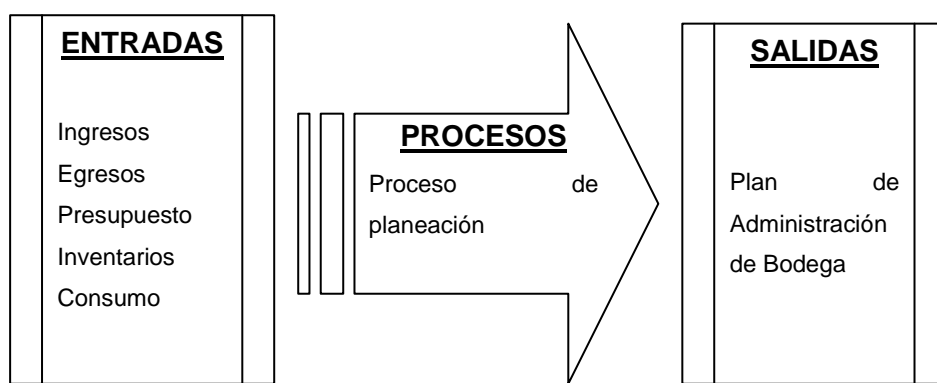 ENTRADAS
Ingresos
Egresos
Presupuesto
Inventarios
Consumo
PROCESOS
Proceso de
planeación
SALIDAS
Plan de
Administración
de Bodega